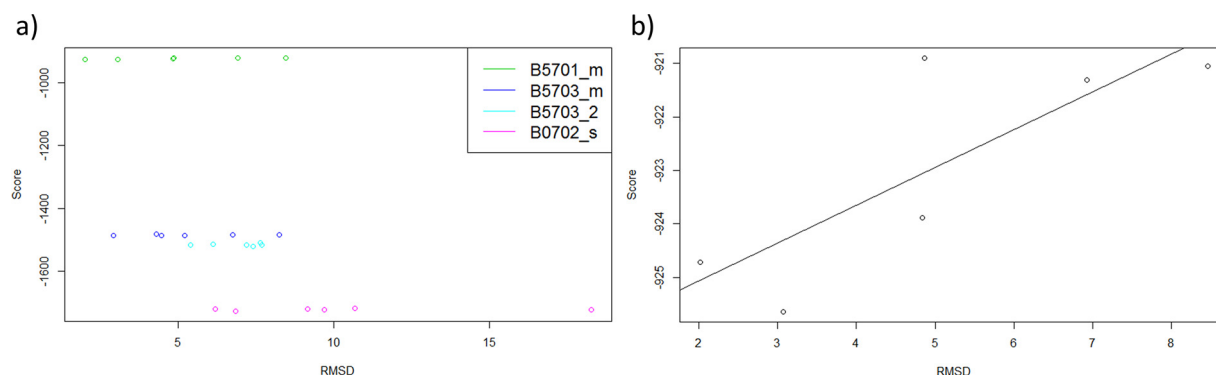 a)
B5701_m
B5703_m
B5703_2
B0702_s
Score
-1000
-1200
-1400
-1600
5
10
15
RMSD
b)
Score
-921
-922
-923
-924
-925
2
3
4
5
6
7
8
RMSD